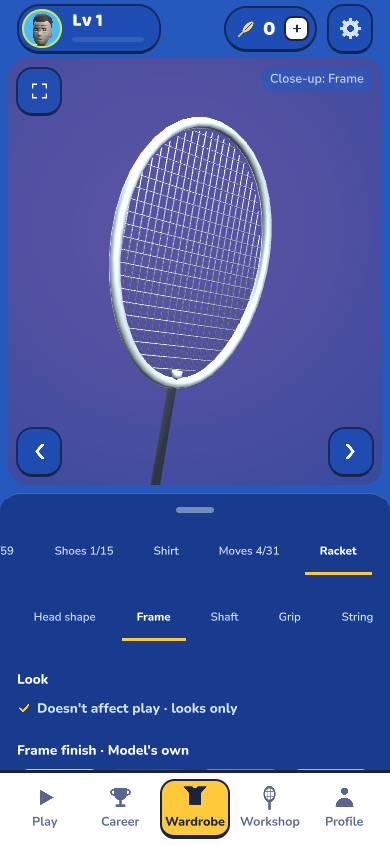 Lv 1
0
+
Close-up: Frame
/59
Shoes 1/15
Shirt
Moves 4/31
Racket
Head shape
Frame
Shaft
Grip
String
Look
Doesn't affect play · looks only
Frame finish · Model's own
Play
Career
Wardrobe
Workshop
Profile